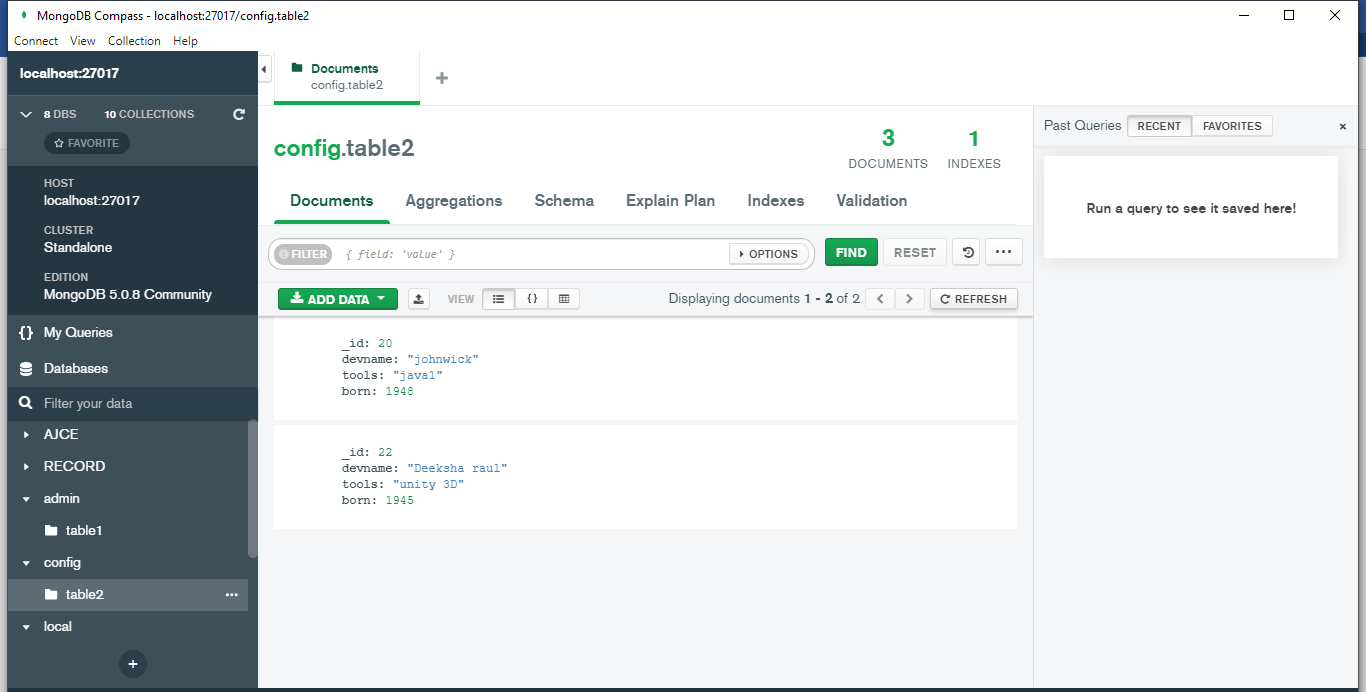 MongoDB Compass - localhost:27017/config.table2
Connect View Collection Help
localhost:27017
8 DBS 10 COLLECTIONS
FAVORITE
HOST
localhost:27017
CLUSTER
Standalone
EDITION
MongoDB 5.0.8 Community
{} My Queries
Databases
Filter your data
AJCE
RECORD
admin
table1
config
table2 ...
local
+
Documents
config.table2
+
config.table2
3
DOCUMENTS
1
INDEXES
Documents Aggregations Schema Explain Plan Indexes Validation
FILTER { field: 'value' } OPTIONS FIND RESET ...
ADD DATA VIEW {} Displaying documents 1 - 2 of 2 < > REFRESH
_id: 20
devname: "johnwick"
tools: "java1"
born: 1948
_id: 22
devname: "Deeksha raul"
tools: "unity 3D"
born: 1945
Past Queries RECENT FAVORITES ×
Run a query to see it saved here!